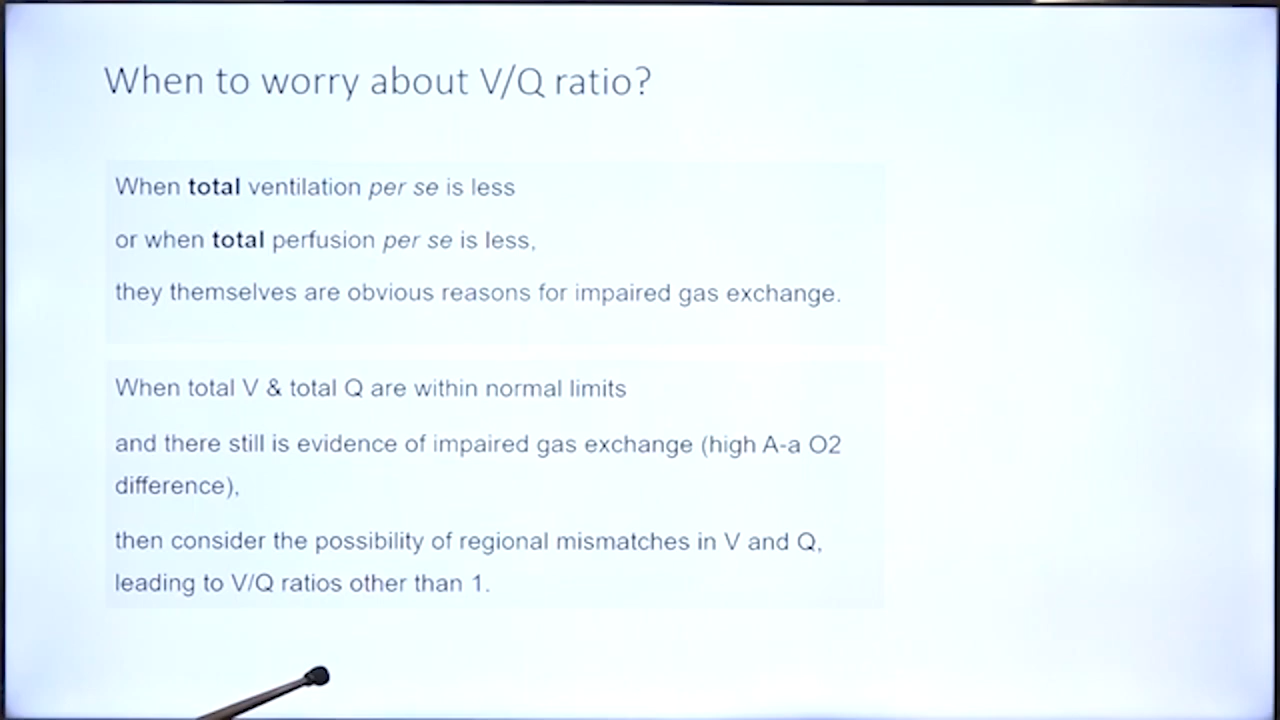 When to worry about V/Q ratio?
When total ventilation per se is less
or when total perfusion per se is less,
they themselves are obvious reasons for impaired gas exchange.
When total V & total Q are within normal limits
and there still is evidence of impaired gas exchange (high A-a O2
difference),
then consider the possibility of regional mismatches in V and Q,
leading to V/Q ratios other than 1.